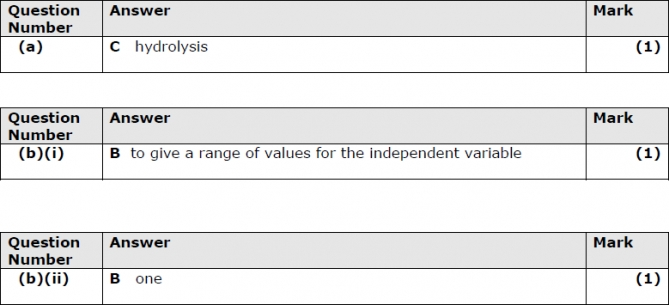 Question Answer Mark
Number
(a) C hydrolysis (1)
Question Answer Mark
Number
(b)(i) B to give a range of values for the independent variable (1)
Question Answer Mark
Number
(b)(ii) B one (1)